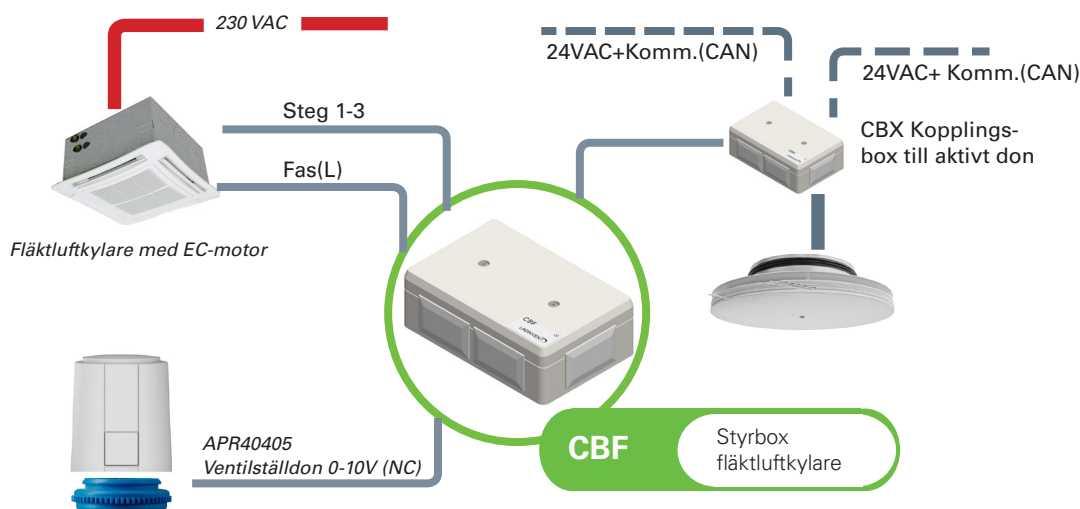 230 VAC
24VAC+Komm.(CAN)
24VAC+ Komm.(CAN)
Steg 1-3
CBX Kopplings-
box till aktivt don
Fas(L)
Fläktluftkylare med EC-motor
CBF
LINDINVENT
APR40405
Ventilställdon 0-10V (NC)
CBF
Styrbox
fläktluftkylare